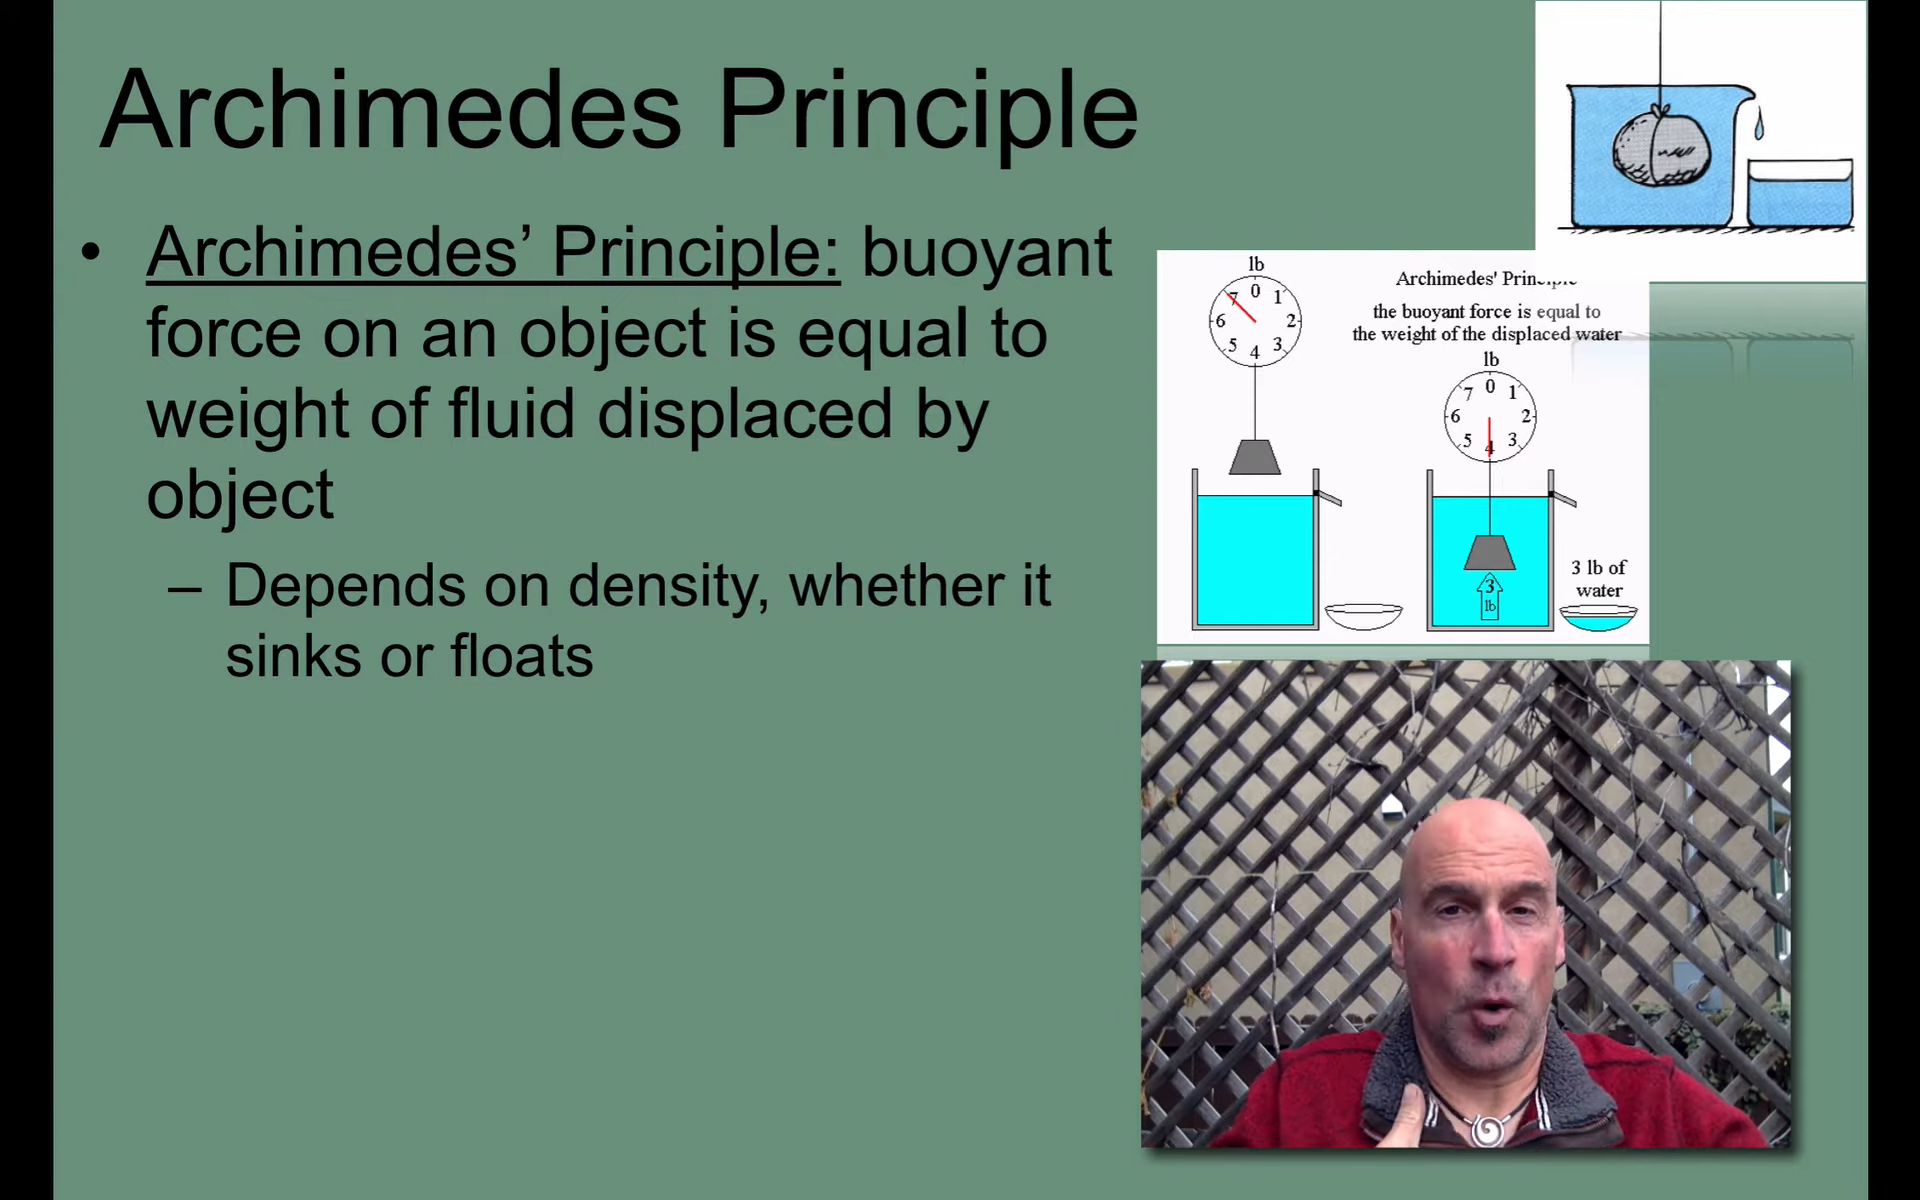 Archimedes Principle
• Archimedes’ Principle: buoyant
force on an object is equal to
weight of fluid displaced by
object
– Depends on density, whether it
sinks or floats
lb
0
1
2
3
4
5
6
7
Archimedes' Principle
the buoyant force is equal to
the weight of the displaced water
lb
0
1
2
3
4
5
6
7
3
lb
3 lb of
water